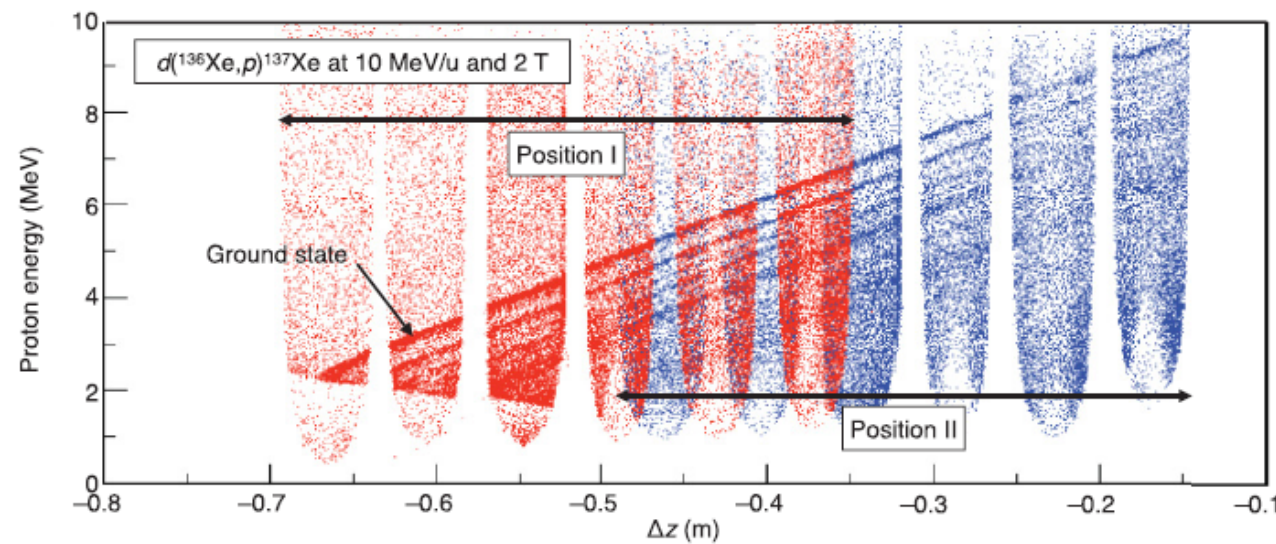 10
d(¹³⁶Xe,p)¹³⁷Xe at 10 MeV/u and 2 T
8
Position I
6
Ground state
4
2
Position II
0
−0.8
−0.7
−0.6
−0.5
−0.4
−0.3
−0.2
−0.1
Proton energy (MeV)
Δz (m)